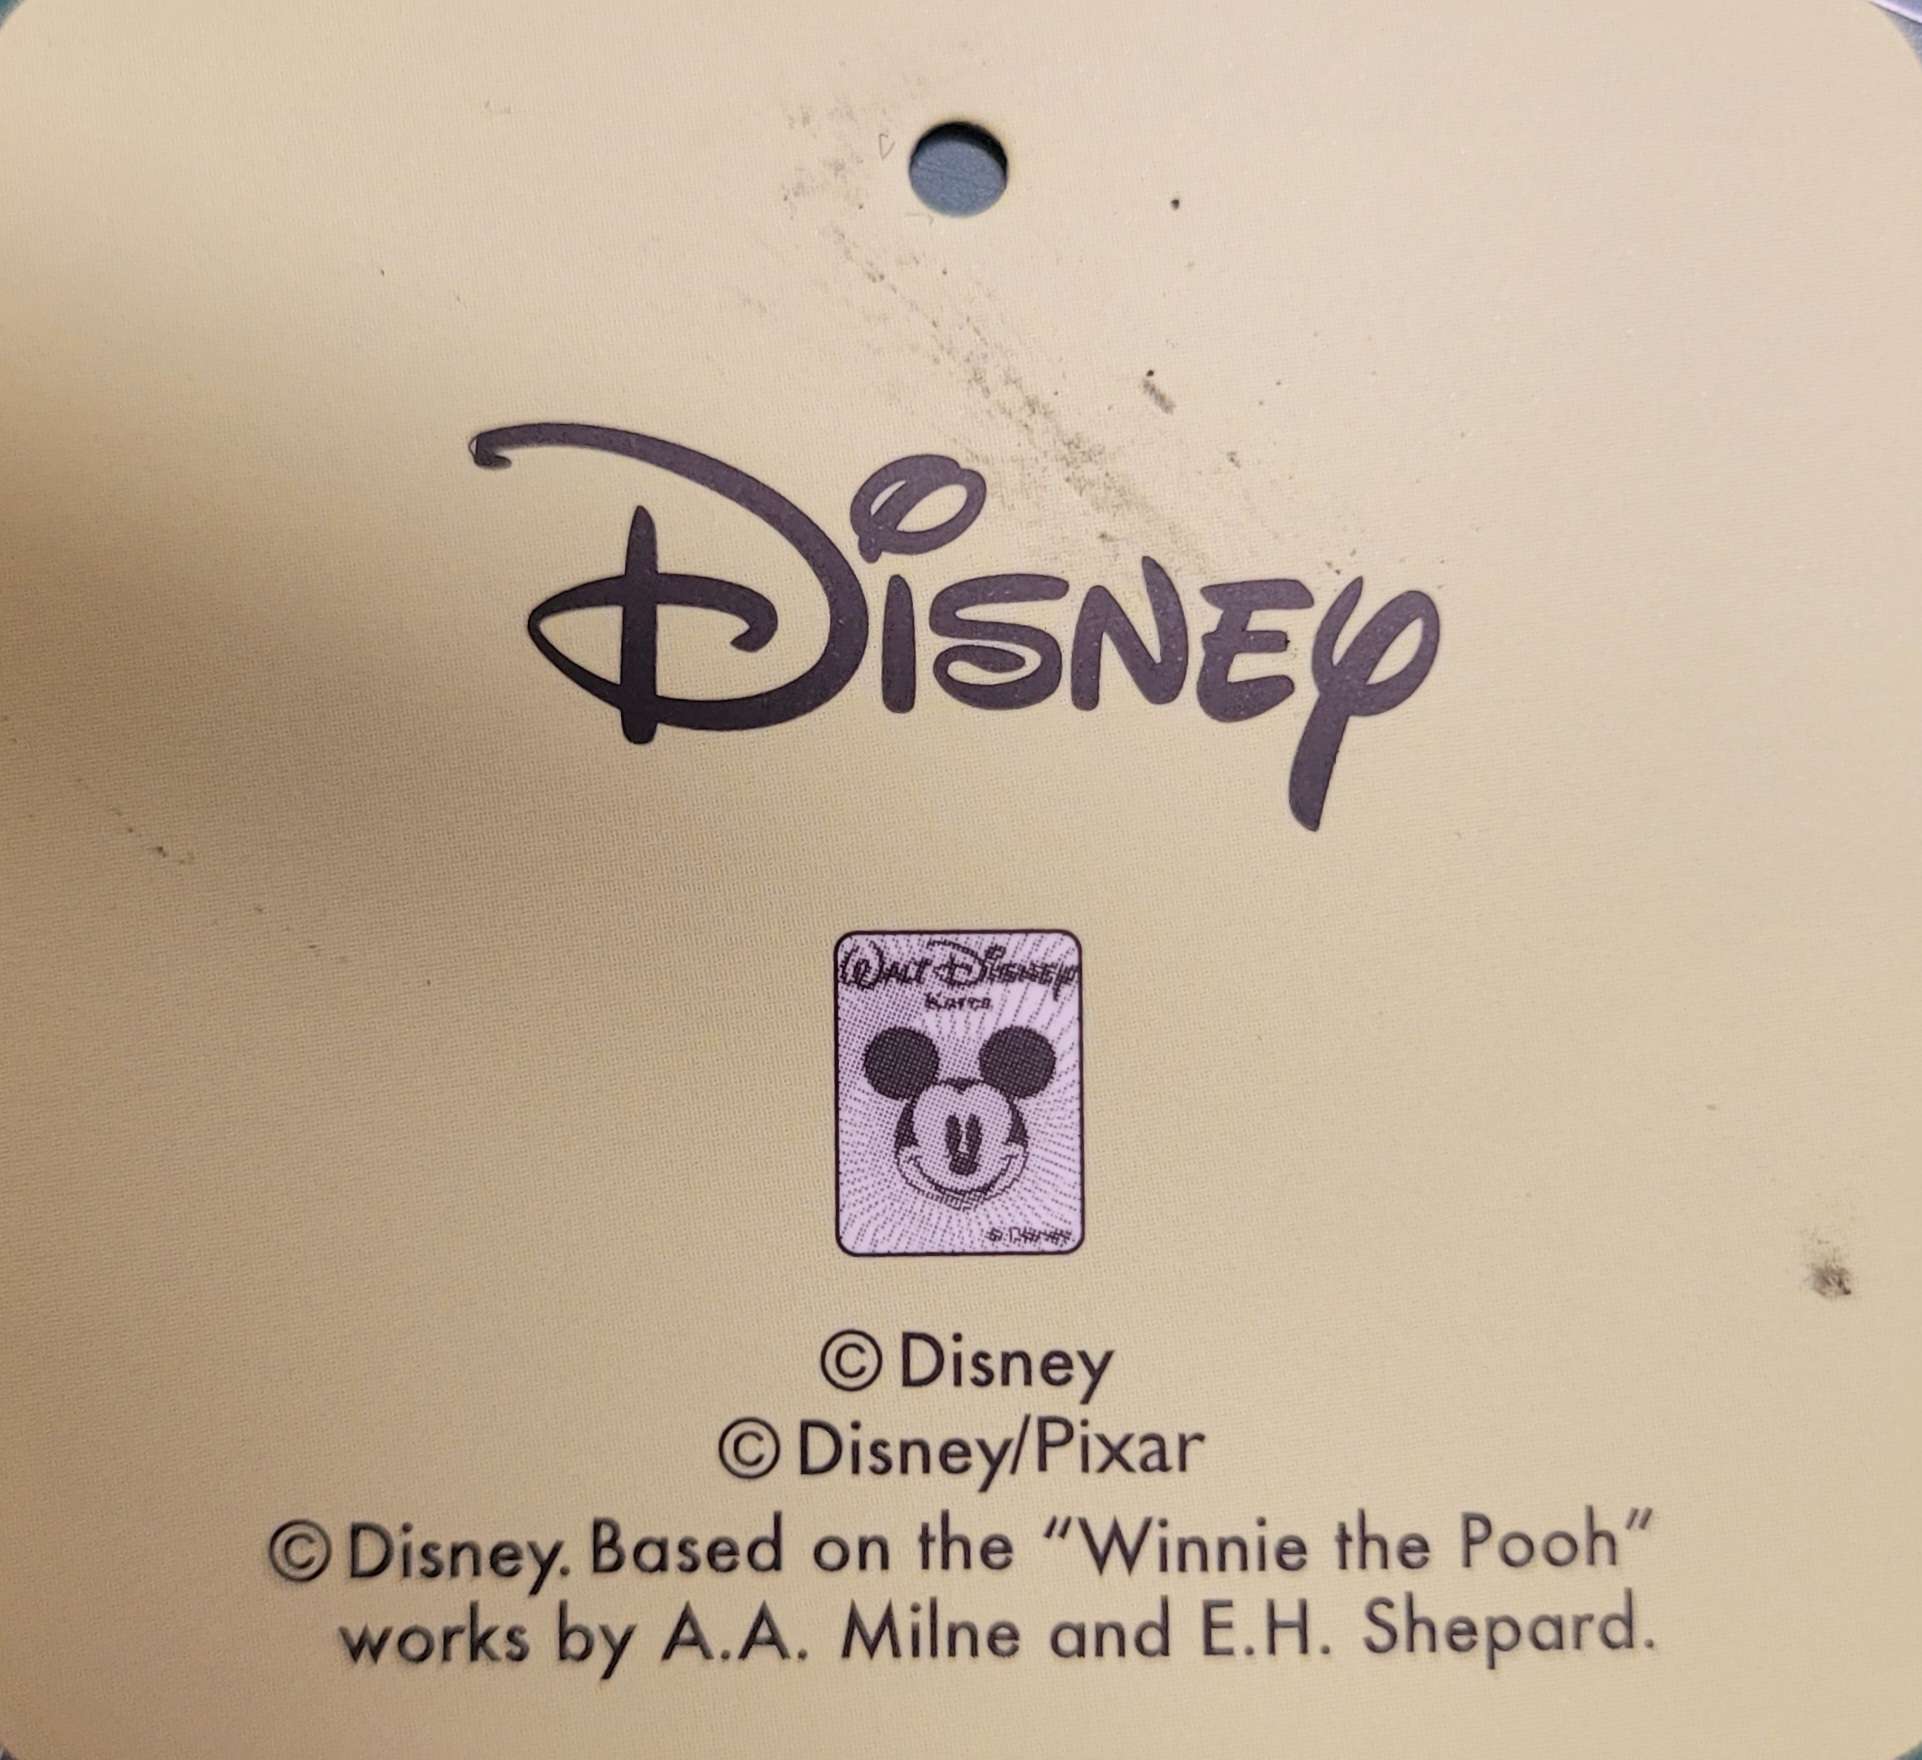 Disney
Walt Disney
Korea
© Disney
© Disney
© Disney/Pixar
© Disney. Based on the “Winnie the Pooh”
works by A.A. Milne and E.H. Shepard.